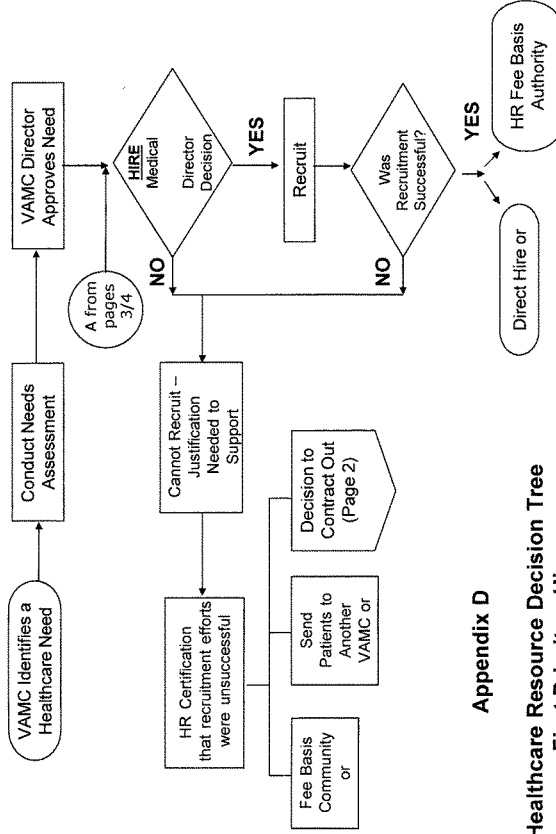 VAMC Identifies a
Healthcare Need
Conduct Needs
Assessment
VAMC Director
Approves Need
A from
pages
3/4
HIRE
Medical
Director
Decision
NO
YES
Recruit
Was
Recruitment
Successful?
NO
YES
Direct Hire or
HR Fee Basis
Authority
Cannot Recruit –
Justification
Needed to
Support
HR Certification
that recruitment efforts
were unsuccessful
Fee Basis
Community
or
Send
Patients to
Another
VAMC or
Decision to
Contract Out
(Page 2)
Appendix D
Healthcare Resource Decision Tree